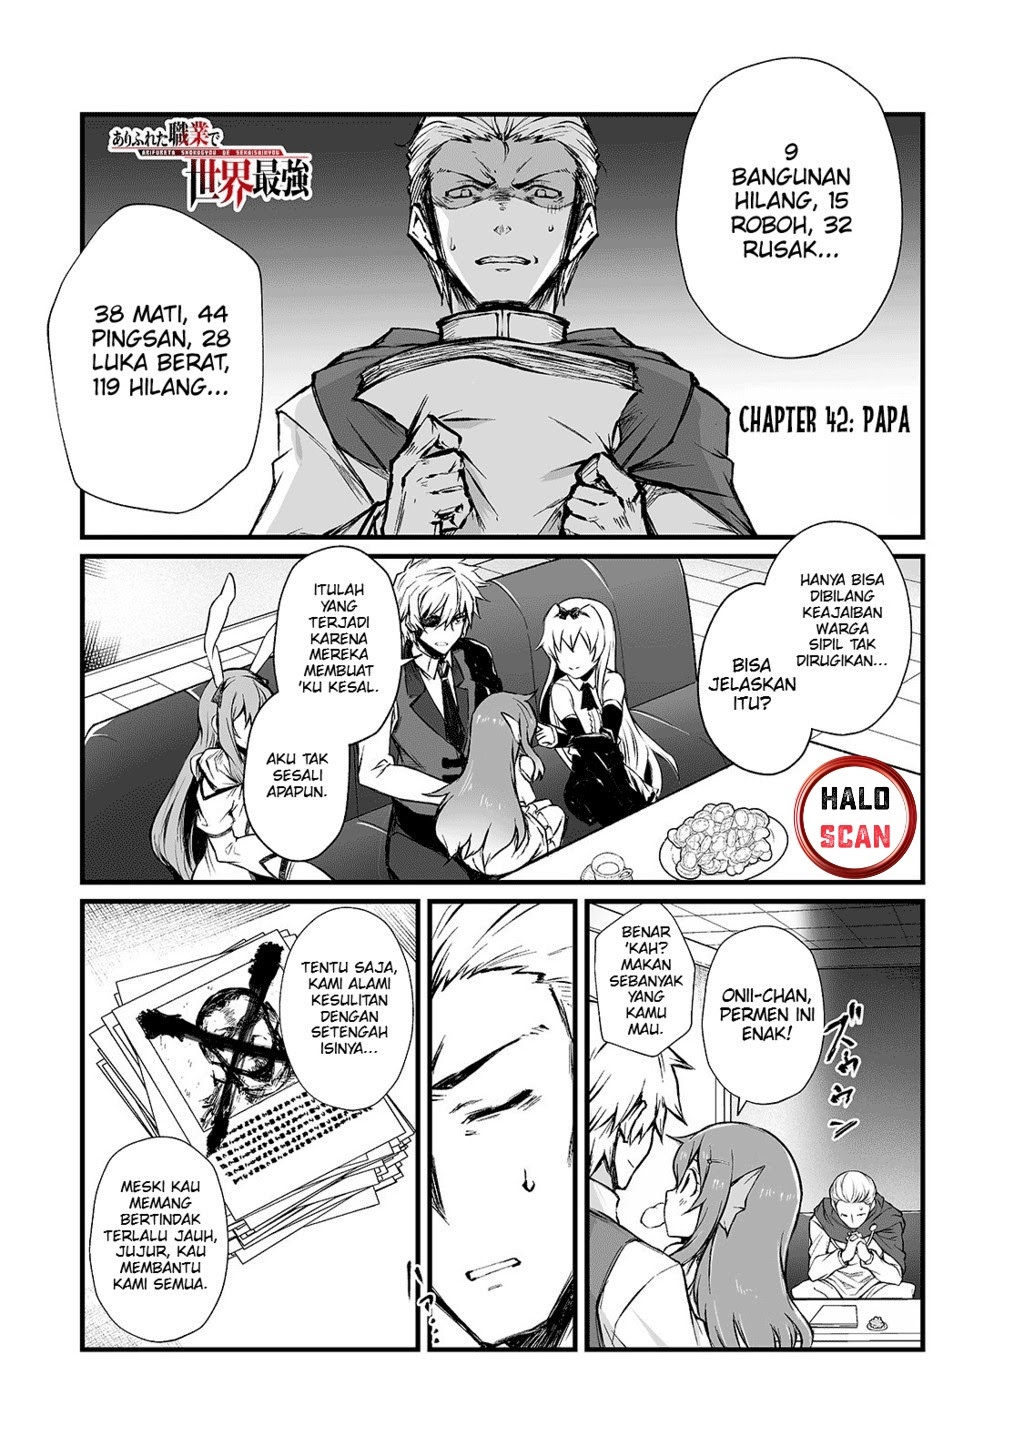 9
BANGUNAN
HILANG, 15
ROBOH, 32
RUSAK...
ありふれた職業で
ARIFURETA SHOKUGYOU DE SEKAISAIKYOU
世界最強
38 MATI, 44
PINGSAN, 28
LUKA BERAT,
119 HILANG...
CHAPTER 42: PAPA
HANYA BISA
DIBILANG
KEAJAIBAN
WARGA
SIPIL TAK
DIRUGIKAN...
BISA
JELASKAN
ITU?
ITULAH
YANG
TERJADI
KARENA
MEREKA
MEMBUAT
'KU KESAL.
AKU TAK
SESALI
APAPUN.
HALO
SCAN
ONII-CHAN,
PERMEN INI
ENAK!
BENAR
'KAH?
MAKAN
SEBANYAK
YANG
KAMU
MAU.
TENTU SAJA,
KAMI ALAMI
KESULITAN
DENGAN
SETENGAH
ISINYA...
MESKI KAU
MEMANG
BERTINDAK
TERLALU JAUH,
JUJUR, KAU
MEMBANTU
KAMI SEMUA.